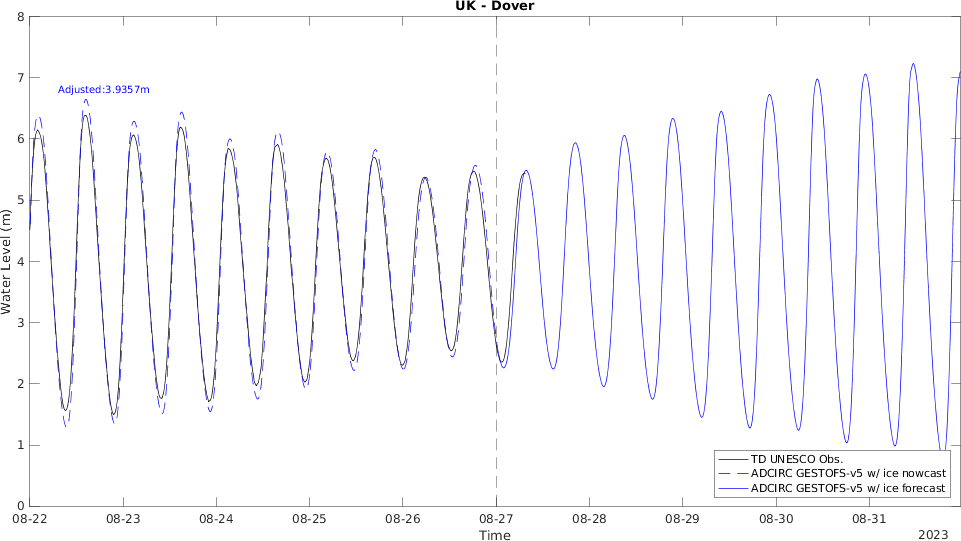 UK - Dover
8
7
6
5
4
3
2
1
0
Water Level (m)
Adjusted:3.9357m
TD UNESCO Obs.
ADCIRC GESTOFS-v5 w/ ice nowcast
ADCIRC GESTOFS-v5 w/ ice forecast
08-22 08-23 08-24 08-25 08-26 08-27 08-28 08-29 08-30 08-31
Time
2023